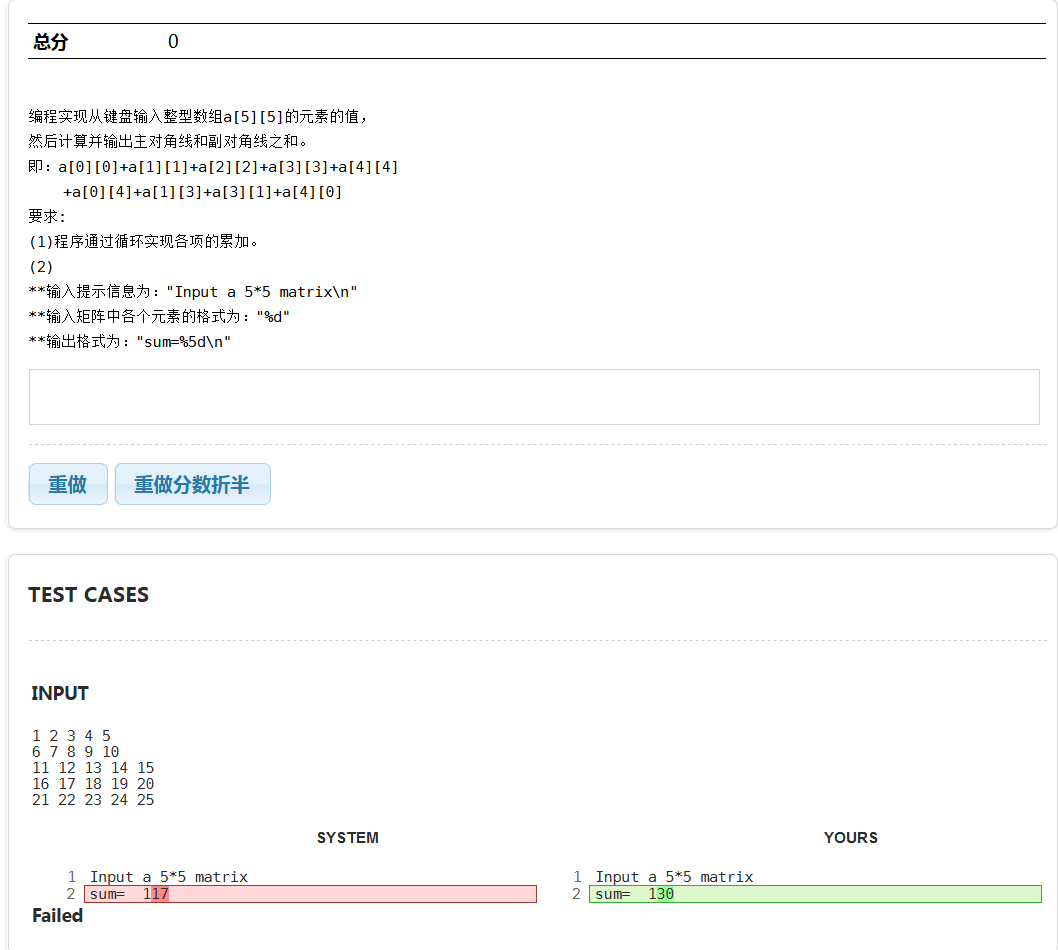 总分 0
编程实现从键盘输入整型数组a[5][5]的元素的值，
然后计算并输出主对角线和副对角线之和。
即：a[0][0]+a[1][1]+a[2][2]+a[3][3]+a[4][4]
+a[0][4]+a[1][3]+a[3][1]+a[4][0]
要求：
(1)程序通过循环实现各项的累加。
(2)
**输入提示信息为："Input a 5*5 matrix\n"
**输入矩阵中各个元素的格式为："%d"
**输出格式为："sum=%5d\n"
重做 重做分数折半
TEST CASES
INPUT
1 2 3 4 5
6 7 8 9 10
11 12 13 14 15
16 17 18 19 20
21 22 23 24 25
SYSTEM YOURS
1 Input a 5*5 matrix 1 Input a 5*5 matrix
2 sum=  117 2 sum=  130
Failed